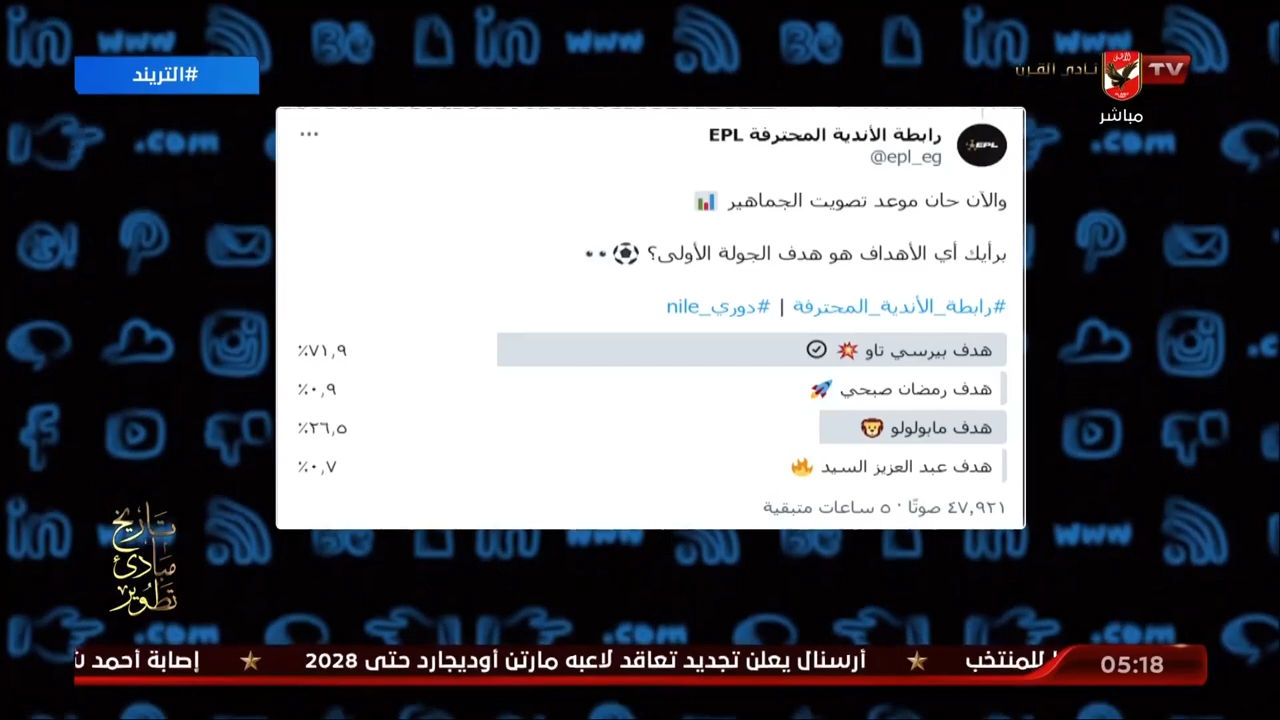 #التريند
نادي القرن
TV
مباشر
رابطة الأندية المحترفة EPL
@epl_eg
والآن حان موعد تصويت الجماهير
برأيك أي الأهداف هو هدف الجولة الأولى؟
#رابطة_الأندية_المحترفة | #دوري_nile
هدف بيرسي تاو ٪٧١,٩
هدف رمضان صبحي ٪٠,٩
هدف مابولولو ٪٢٦,٥
هدف عبد العزيز السيد ٪٠,٧
٤٧,٩٢١ صوتًا · ٥ ساعات متبقية
تاريخ
مبادئ
تطوير
05:18
للمنتخب ★ أرسنال يعلن تجديد تعاقد لاعبه مارتن أوديجارد حتى 2028 ★ إصابة أحمد